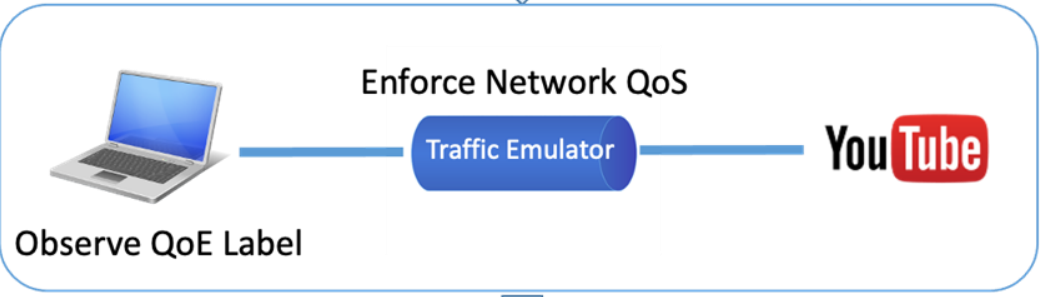 Enforce Network QoS
Traffic Emulator
YouTube
Observe QoE Label